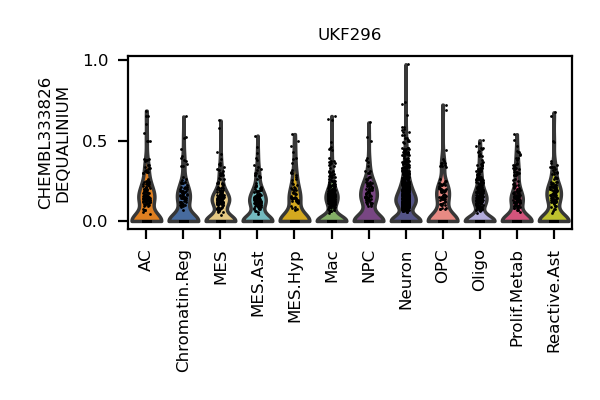 UKF296
CHEMBL333826
DEQUALINIUM
1.0
0.5
0.0
AC
Chromatin.Reg
MES
MES.Ast
MES.Hyp
Mac
NPC
Neuron
OPC
Oligo
Prolif.Metab
Reactive.Ast